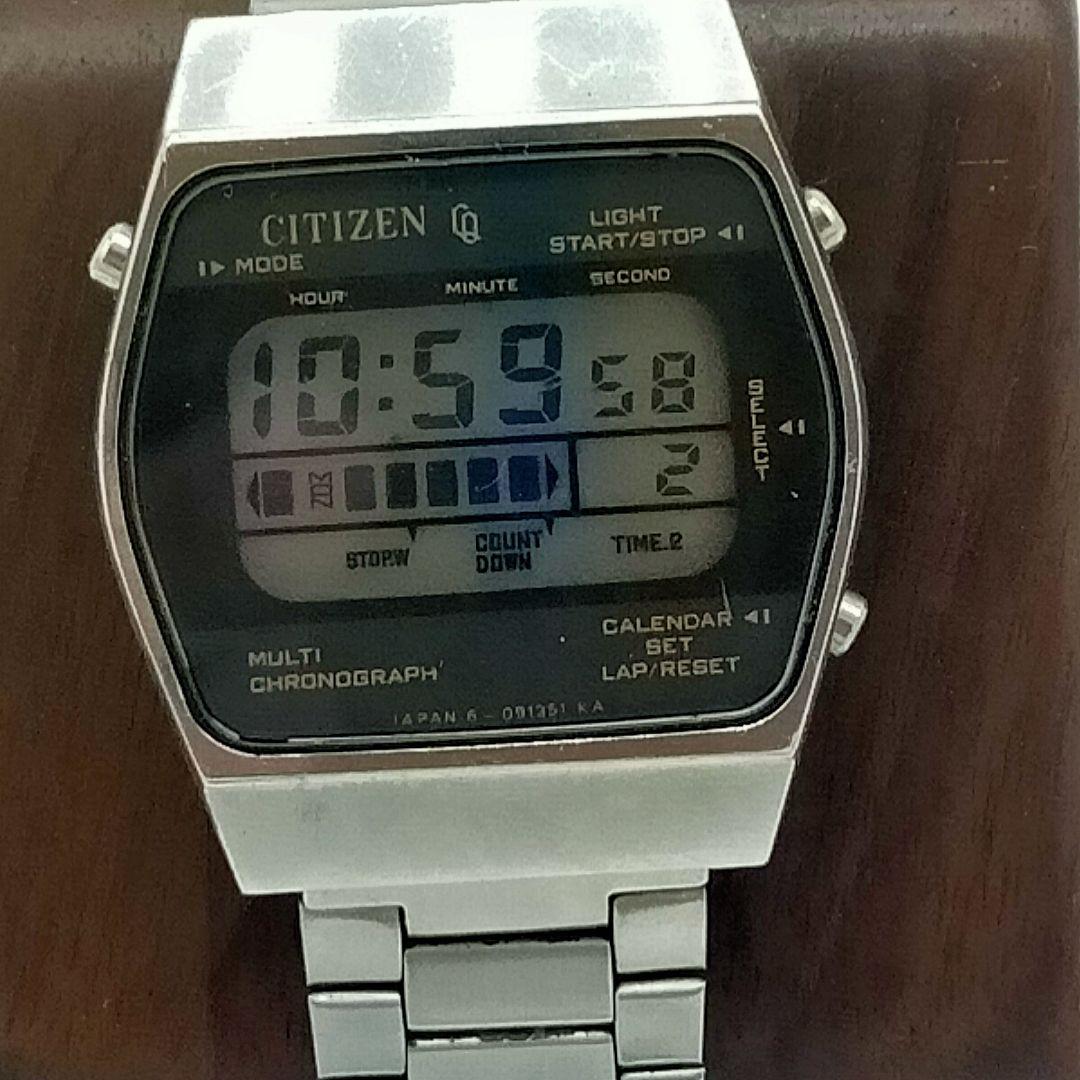 CITIZEN CQ
LIGHT
START/STOP
MODE
HOUR MINUTE SECOND
10:59 58
SELECT
2
STOP.W
COUNT
DOWN
TIME.2
CALENDAR
SET
LAP/RESET
MULTI
CHRONOGRAPH
JAPAN 6-091351 KA